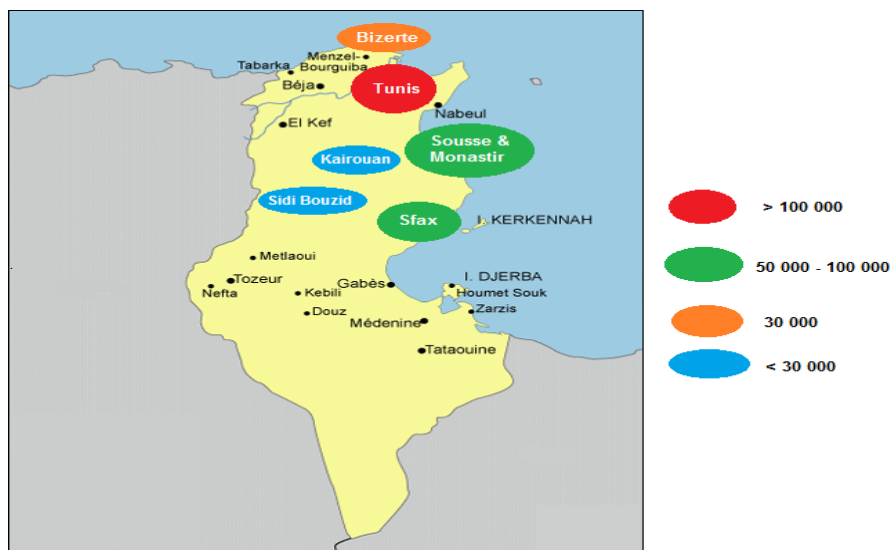 Bizerte
Menzel-
Bourguiba
Tabarka
Béja
Tunis
Nabeul
El Kef
Sousse &
Monastir
Kairouan
Sidi Bouzid
Sfax
I. KERKENNAH
Metlaoui
Tozeur
Nefta
Kebili
Gabès
I. DJERBA
Houmet Souk
Douz
Zarzis
Médenine
Tataouine
> 100 000
50 000 - 100 000
30 000
< 30 000